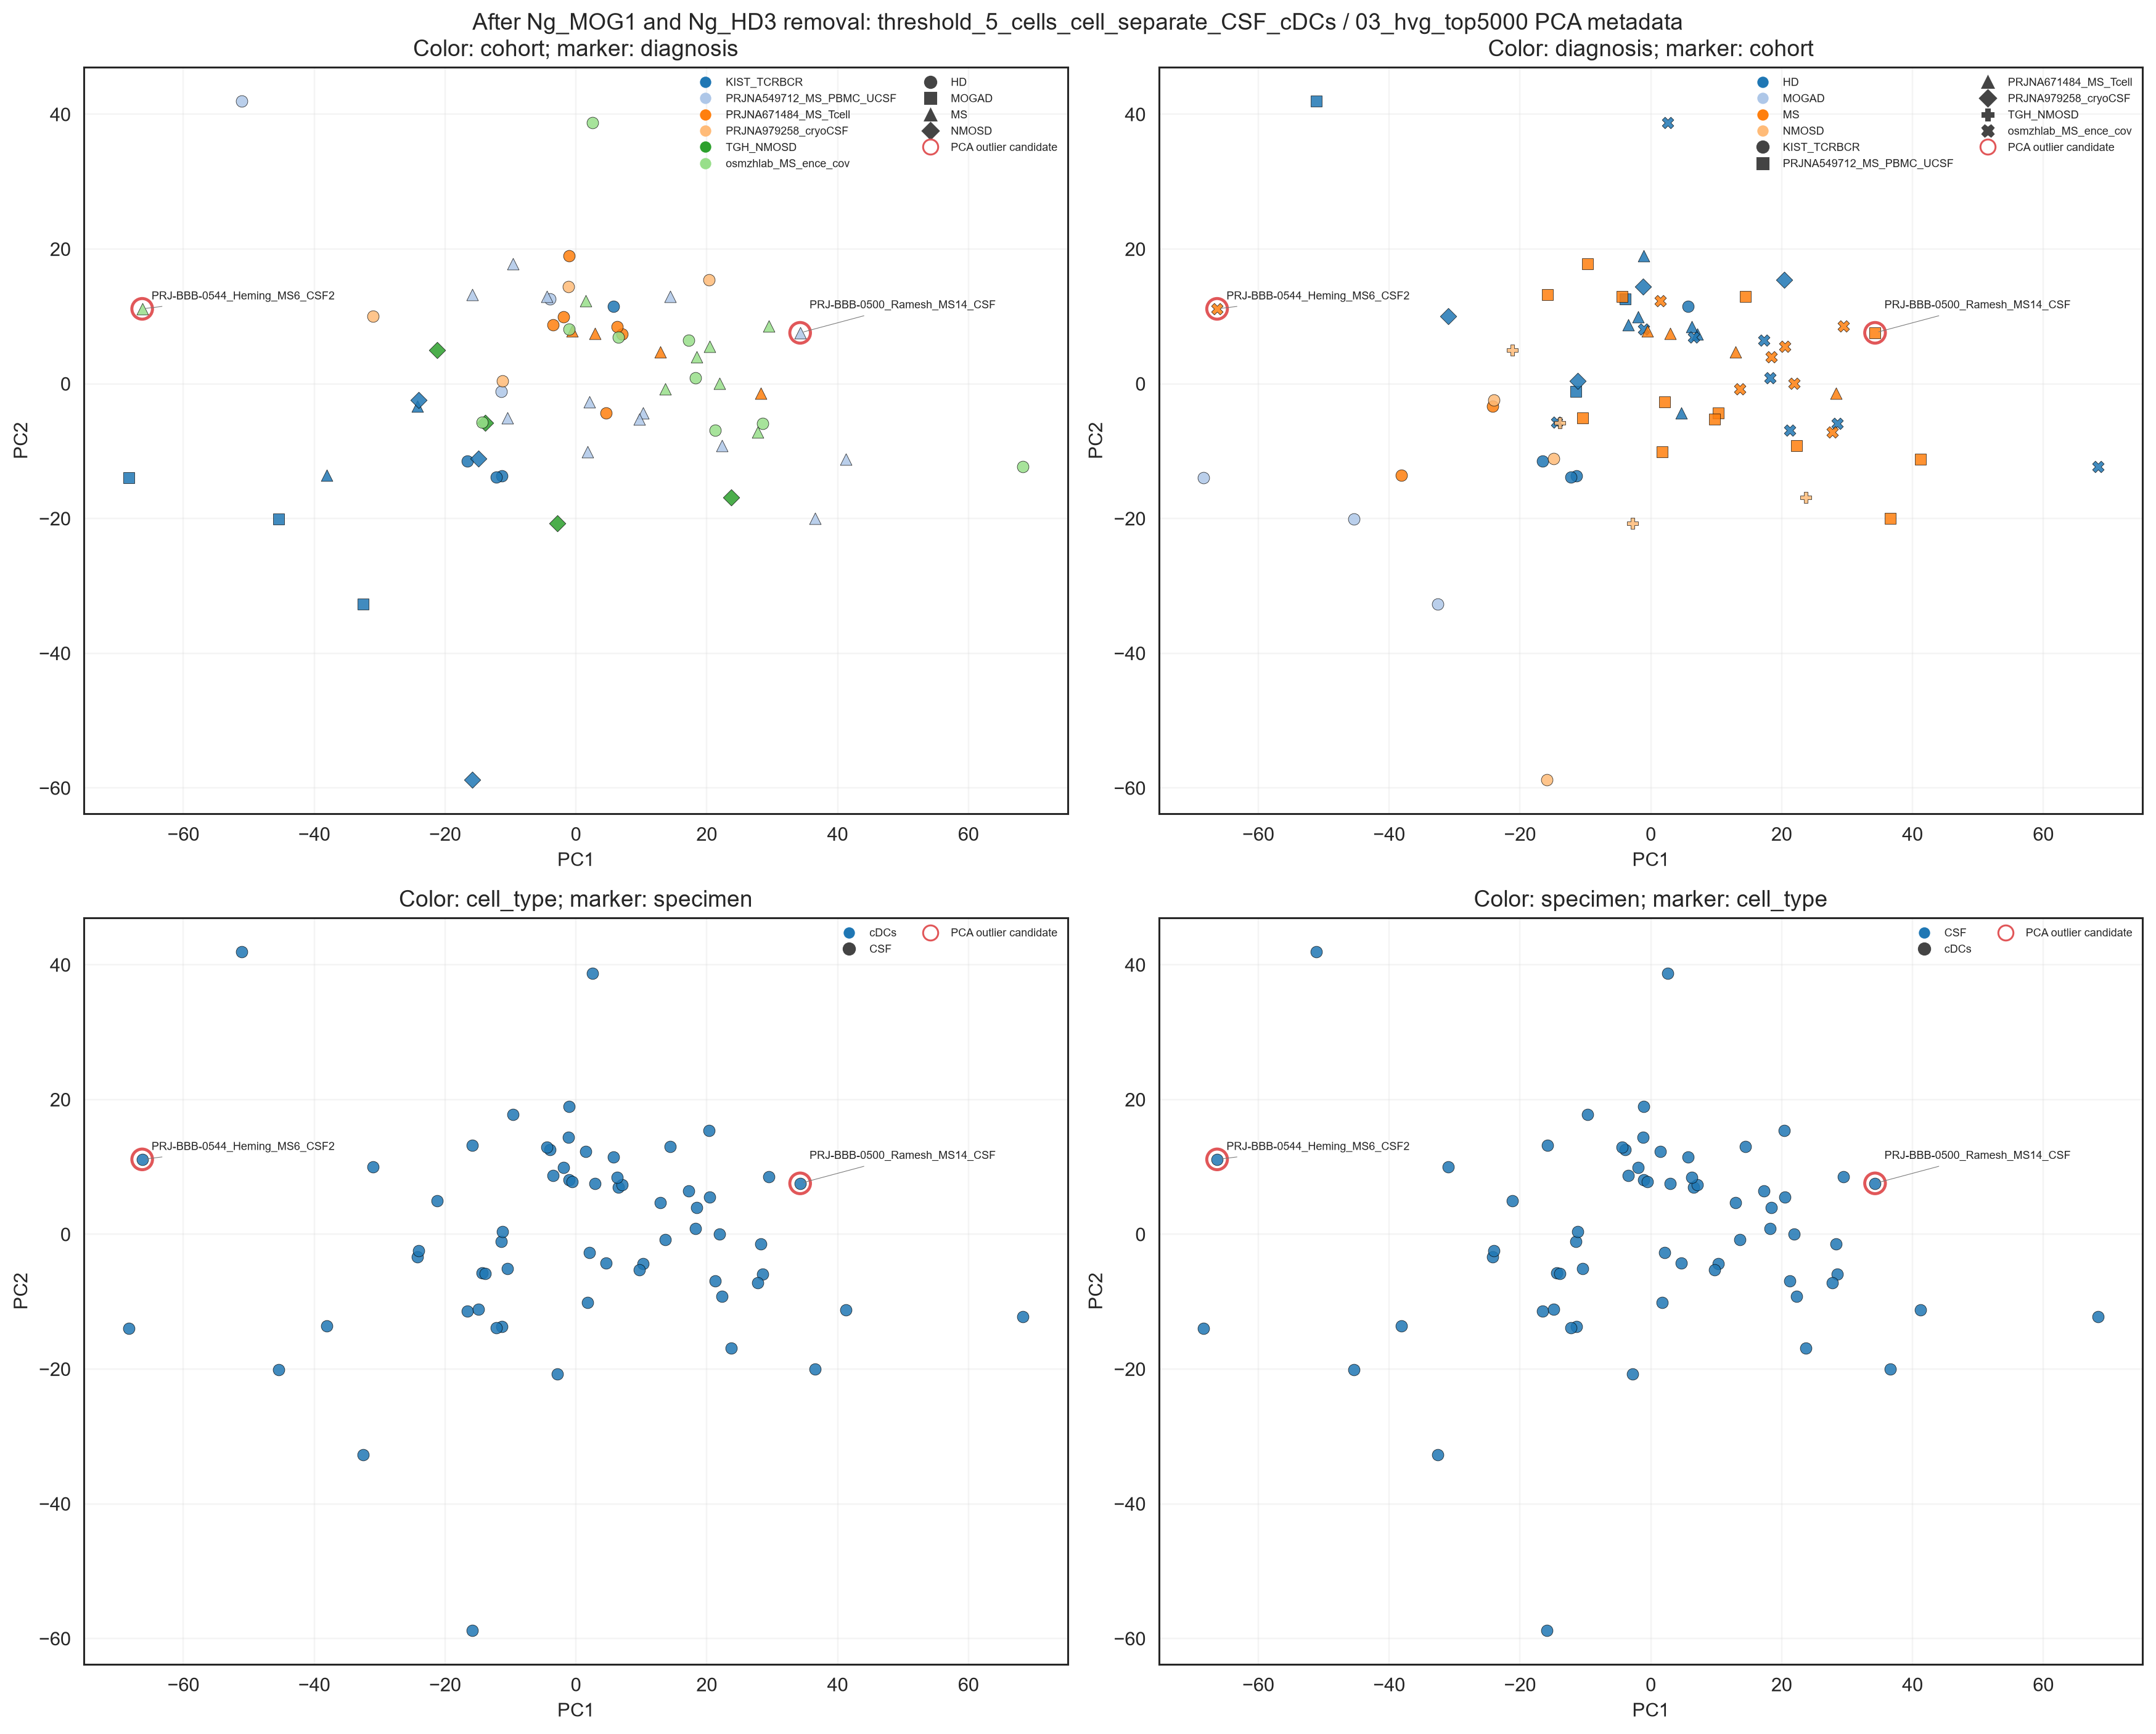 After Ng_MOG1 and Ng_HD3 removal: threshold_5_cells_cell_separate_CSF_cDCs / 03_hvg_top5000 PCA metadata
Color: cohort; marker: diagnosis
KIST_TCRBCR
PRJNA549712_MS_PBMC_UCSF
PRJNA671484_MS_Tcell
PRJNA979258_cryoCSF
TGH_NMOSD
osmzhlab_MS_ence_cov
HD
MOGAD
MS
NMOSD
PCA outlier candidate
PRJ-BBB-0544_Heming_MS6_CSF2
PRJ-BBB-0500_Ramesh_MS14_CSF
40
20
0
−20
−40
−60
PC2
−60 −40 −20 0 20 40 60
PC1
Color: diagnosis; marker: cohort
HD
MOGAD
MS
NMOSD
KIST_TCRBCR
PRJNA549712_MS_PBMC_UCSF
PRJNA671484_MS_Tcell
PRJNA979258_cryoCSF
TGH_NMOSD
osmzhlab_MS_ence_cov
PCA outlier candidate
PRJ-BBB-0544_Heming_MS6_CSF2
PRJ-BBB-0500_Ramesh_MS14_CSF
40
20
0
−20
−40
−60
PC2
−60 −40 −20 0 20 40 60
PC1
Color: cell_type; marker: specimen
cDCs
CSF
PCA outlier candidate
PRJ-BBB-0544_Heming_MS6_CSF2
PRJ-BBB-0500_Ramesh_MS14_CSF
40
20
0
−20
−40
−60
PC2
−60 −40 −20 0 20 40 60
PC1
Color: specimen; marker: cell_type
CSF
cDCs
PCA outlier candidate
PRJ-BBB-0544_Heming_MS6_CSF2
PRJ-BBB-0500_Ramesh_MS14_CSF
40
20
0
−20
−40
−60
PC2
−60 −40 −20 0 20 40 60
PC1